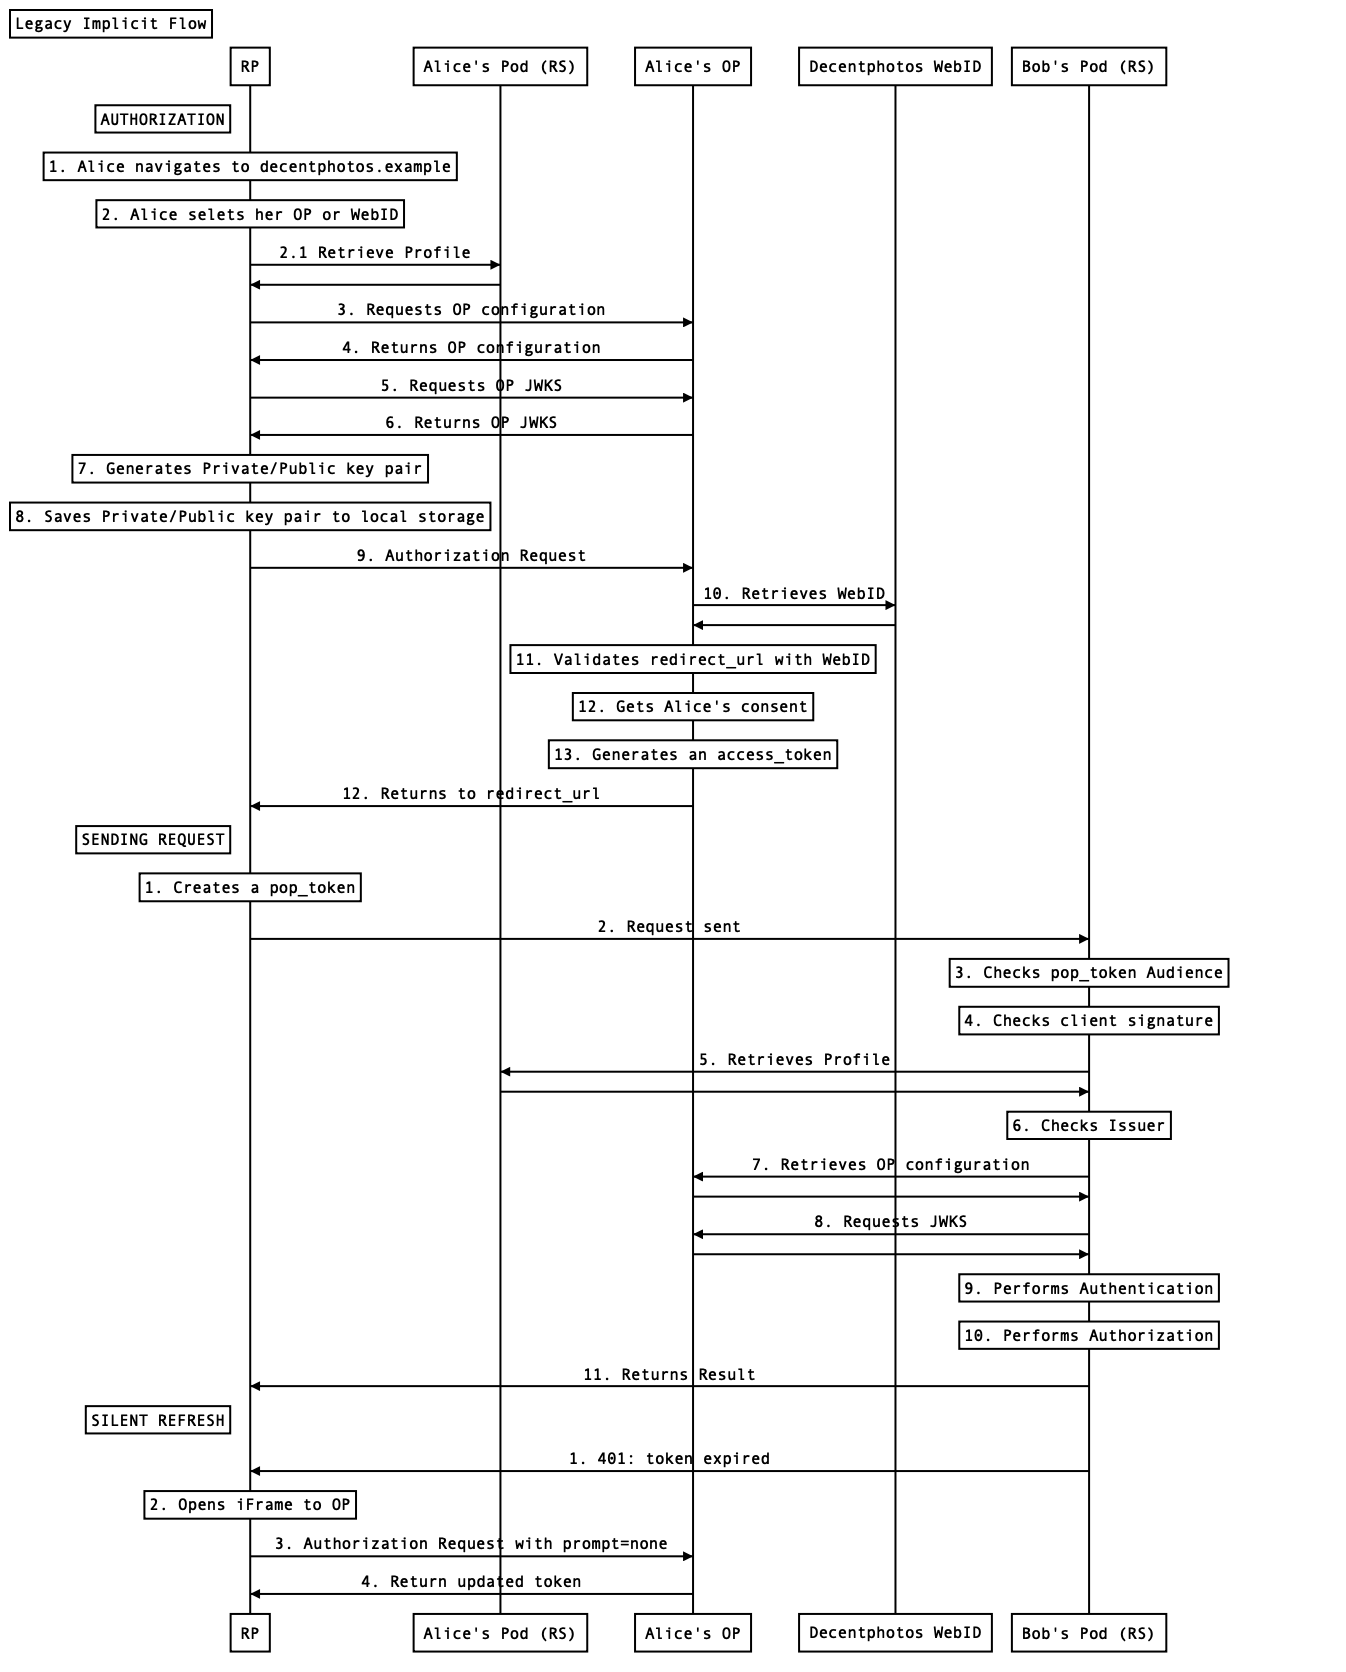 Legacy Implicit Flow
RP
Alice's Pod (RS)
Alice's OP
Decentphotos WebID
Bob's Pod (RS)
AUTHORIZATION
1. Alice navigates to decentphotos.example
2. Alice selets her OP or WebID
2.1 Retrieve Profile
3. Requests OP configuration
4. Returns OP configuration
5. Requests OP JWKS
6. Returns OP JWKS
7. Generates Private/Public key pair
8. Saves Private/Public key pair to local storage
9. Authorization Request
10. Retrieves WebID
11. Validates redirect_url with WebID
12. Gets Alice's consent
13. Generates an access_token
12. Returns to redirect_url
SENDING REQUEST
1. Creates a pop_token
2. Request sent
3. Checks pop_token Audience
4. Checks client signature
5. Retrieves Profile
6. Checks Issuer
7. Retrieves OP configuration
8. Requests JWKS
9. Performs Authentication
10. Performs Authorization
11. Returns Result
SILENT REFRESH
1. 401: token expired
2. Opens iFrame to OP
3. Authorization Request with prompt=none
4. Return updated token
RP
Alice's Pod (RS)
Alice's OP
Decentphotos WebID
Bob's Pod (RS)